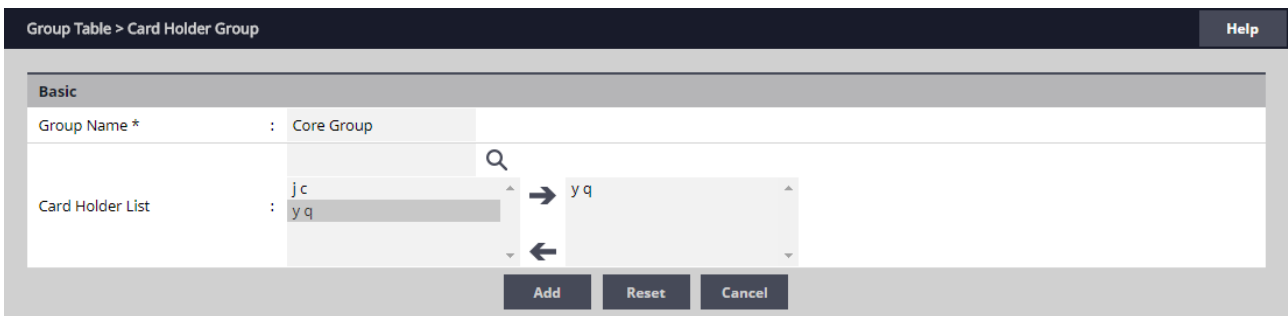 Group Table > Card Holder Group Help
Basic
Group Name * : Core Group
Card Holder List :
j c
y q
y q
Add Reset Cancel